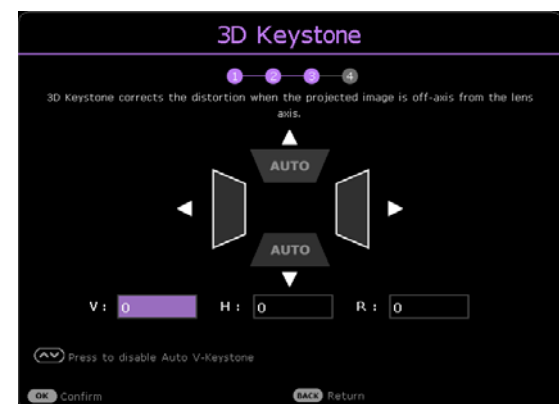 3D Keystone
1 2 3 4
3D Keystone corrects the distortion when the projected image is off-axis from the lens
axis.
AUTO
AUTO
V : 0 H : 0 R : 0
Press to disable Auto V-Keystone
OK Confirm BACK Return